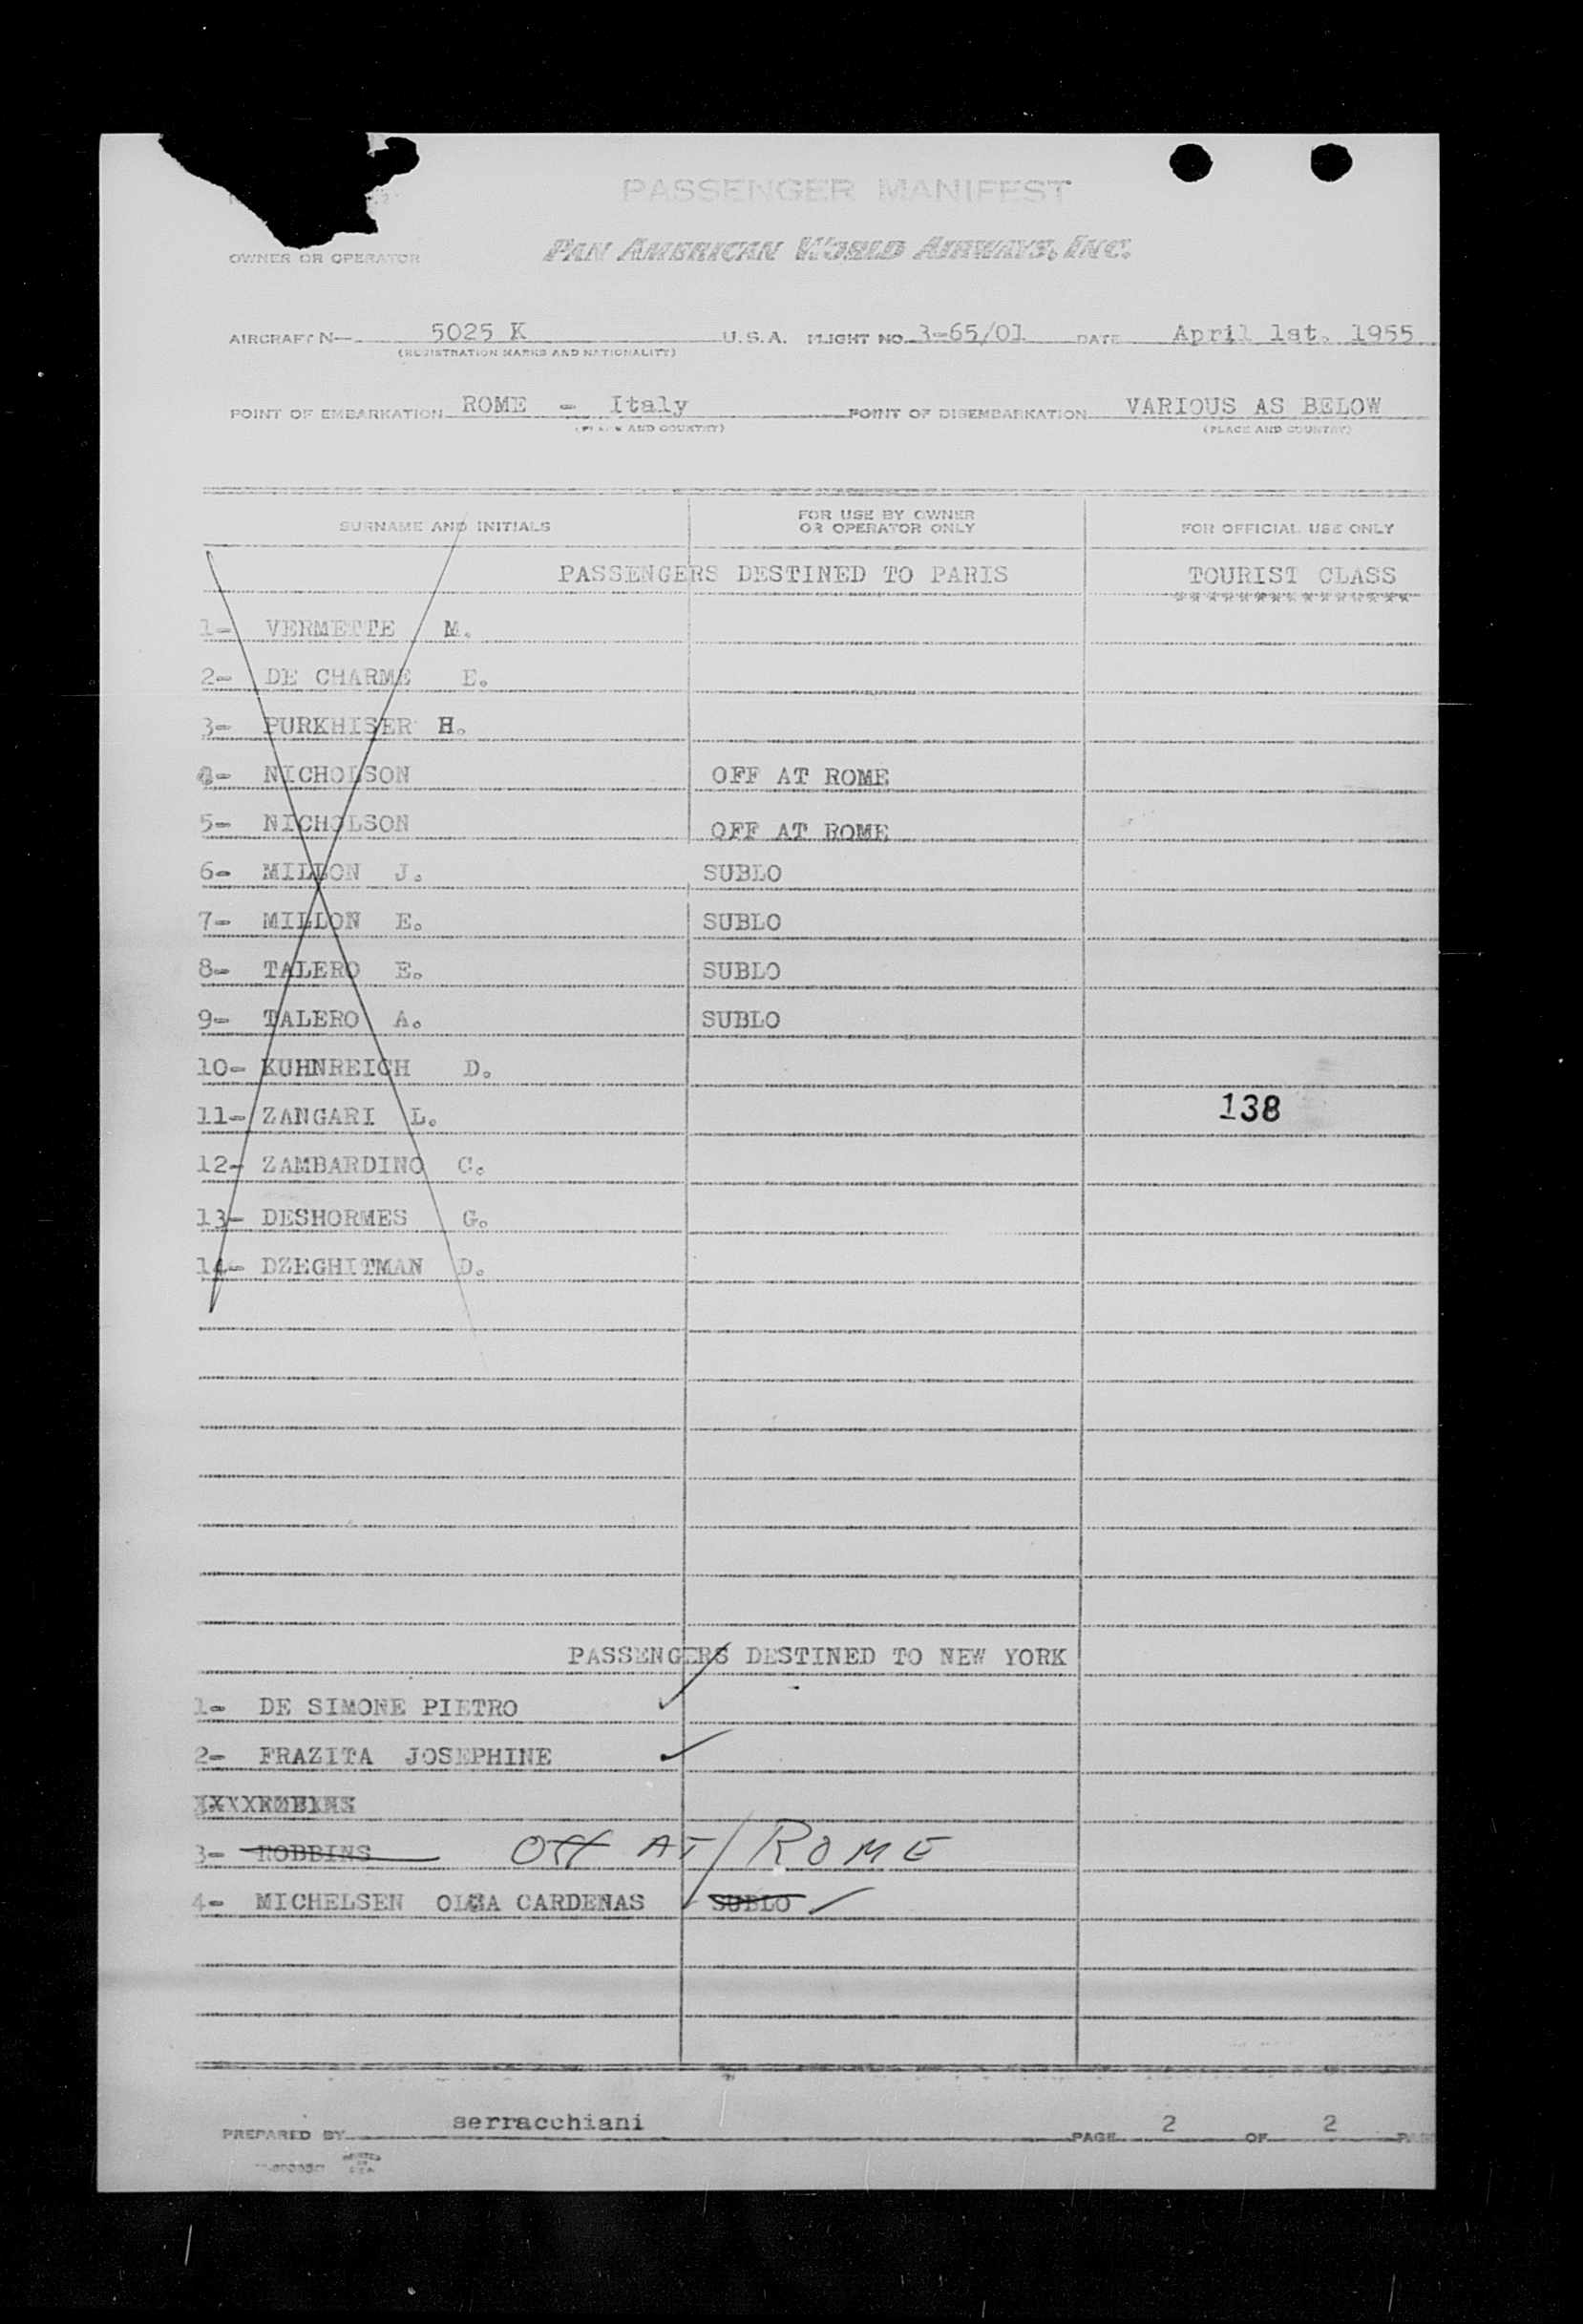 PASSENGER MANIFEST
OWNER OR OPERATOR PAN AMERICAN WORLD AIRWAYS, INC.
AIRCRAFT N— 5025 K U.S.A. FLIGHT NO. 3-65/01 DATE April 1st. 1955
(REGISTRATION MARKS AND NATIONALITY)
POINT OF EMBARKATION ROME - Italy POINT OF DISEMBARKATION VARIOUS AS BELOW
(PLACE AND COUNTRY) (PLACE AND COUNTRY)
SURNAME AND INITIALS FOR USE BY OWNER OR OPERATOR ONLY FOR OFFICIAL USE ONLY
PASSENGERS DESTINED TO PARIS TOURIST CLASS
***************
1- VERMETTE M.
2- DE CHARME E.
3- PURKHISER H.
4- NICHOLSON OFF AT ROME
5- NICHOLSON OFF AT ROME
6- MILLON J. SUBLO
7- MILLON E. SUBLO
8- TALERO E. SUBLO
9- TALERO A. SUBLO
10- KUHNREICH D.
11- ZANGARI L. 138
12- ZAMBARDINO C.
13- DESHORMES G.
14- DZEGHITMAN D.
PASSENGERS DESTINED TO NEW YORK
1- DE SIMONE PIETRO
2- FRAZITA JOSEPHINE
3- ROBBINS Off AT ROME
4- MICHELSEN OLGA CARDENAS SUBLO
PREPARED BY serracchiani PAGE 2 OF 2